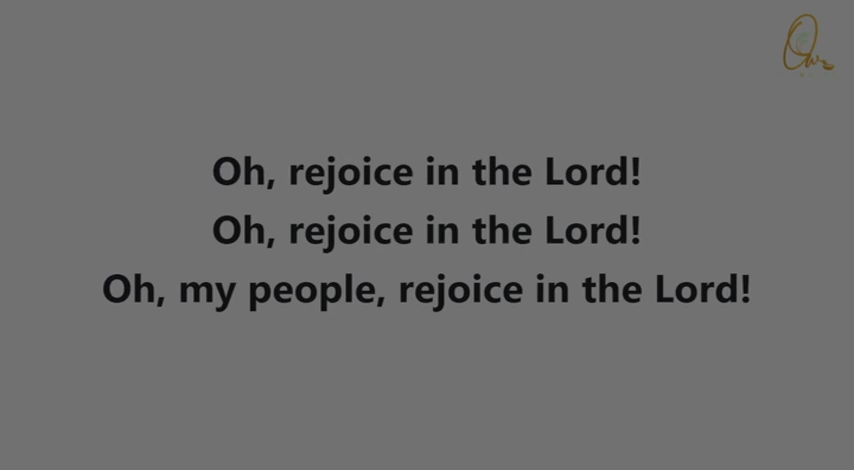 Oh, rejoice in the Lord!
Oh, rejoice in the Lord!
Oh, my people, rejoice in the Lord!